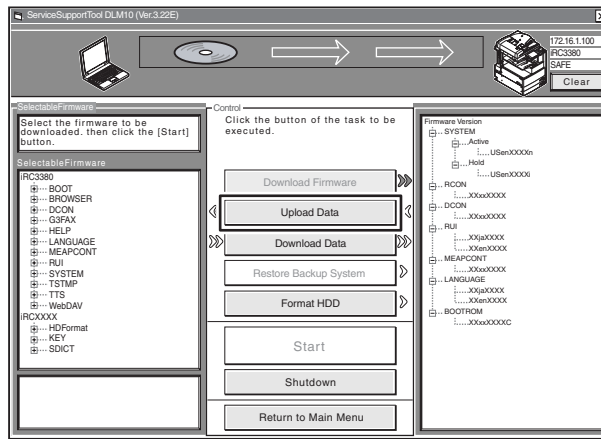 ServiceSupportTool DLM10 (Ver.3.22E)
X
172.16.1.100
iRC3380
SAFE
Clear
SelectableFirmware
Select the firmware to be
downloaded. then click the [Start]
button.
SelectableFirmware
iRC3380
BOOT
BROWSER
DCON
G3FAX
HELP
LANGUAGE
MEAPCONT
RUI
SYSTEM
TSTMP
TTS
WebDAV
iRCXXXX
HDFormat
KEY
SDICT
Control
Click the button of the task to be
executed.
Download Firmware
Upload Data
Download Data
Restore Backup System
Format HDD
Start
Shutdown
Return to Main Menu
Firmware Version
SYSTEM
Active
USenXXXXn
Hold
USenXXXXi
RCON
XXxxXXXX
DCON
XXxxXXXX
RUI
XXjaXXXX
XXenXXXX
MEAPCONT
XXxxXXXX
LANGUAGE
XXjaXXXX
XXenXXXX
BOOTROM
XXxxXXXXC